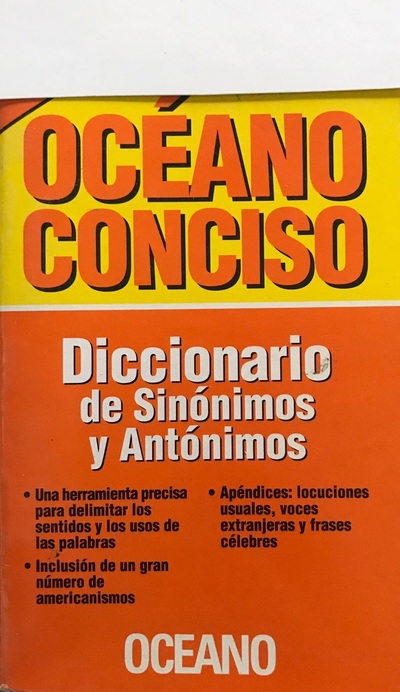 OCÉANO
CONCISO
Diccionario
de Sinónimos
y Antónimos
• Una herramienta precisa
para delimitar los
sentidos y los usos de
las palabras
• Inclusión de un gran
número de
americanismos
• Apéndices: locuciones
usuales, voces
extranjeras y frases
célebres
OCEANO